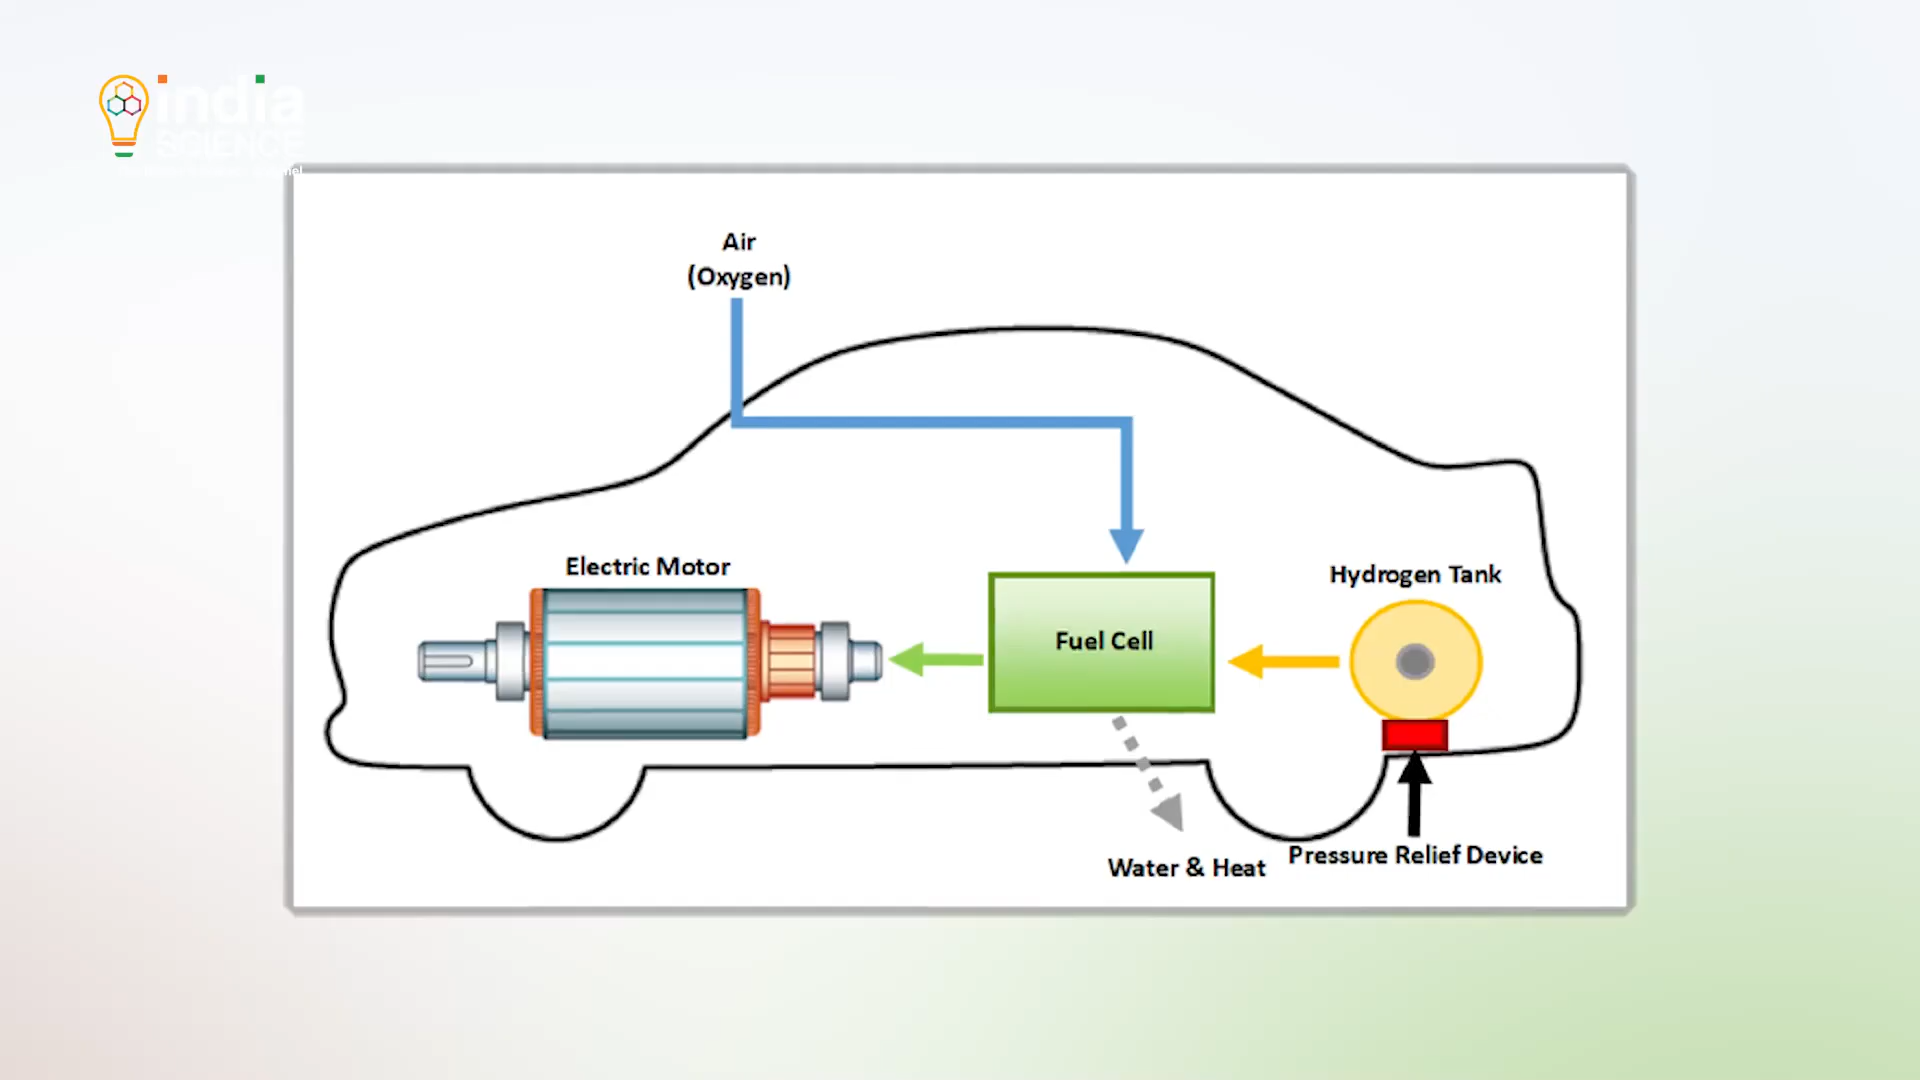 india
SCIENCE
Air
(Oxygen)
Electric Motor
Fuel Cell
Hydrogen Tank
Water & Heat
Pressure Relief Device